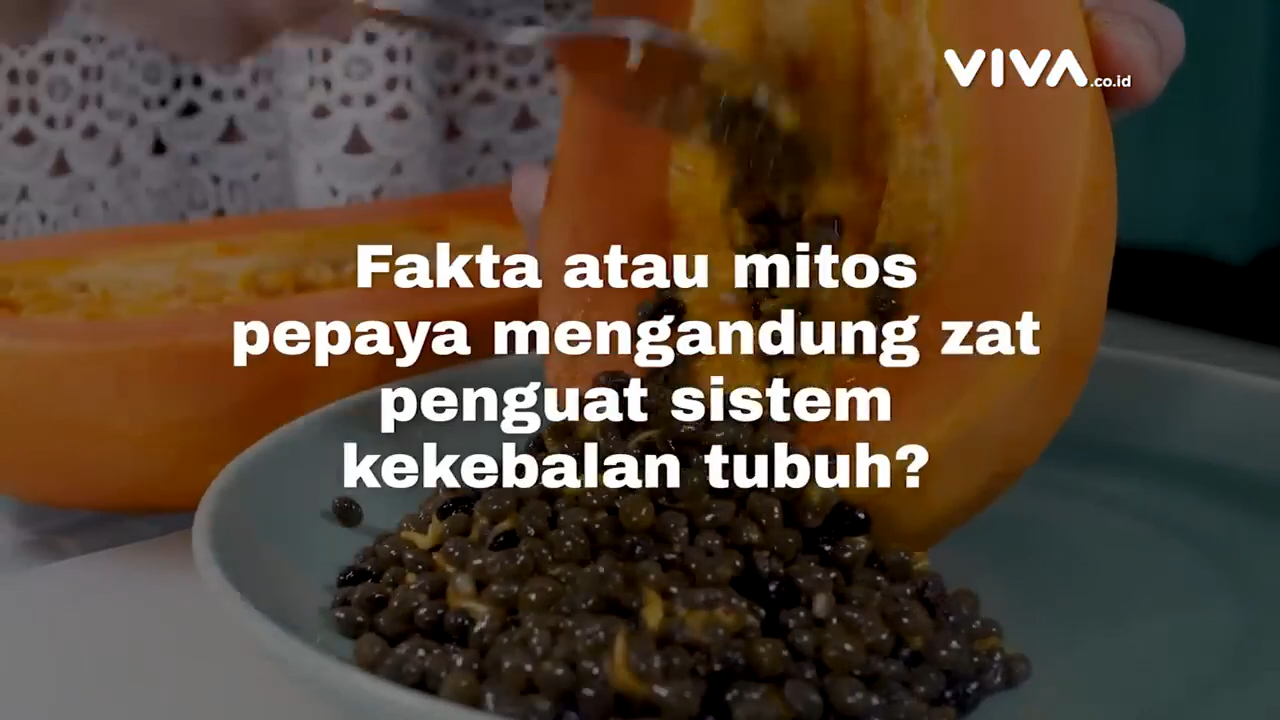 VIVA.co.id
Fakta atau mitos
pepaya mengandung zat
penguat sistem
kekebalan tubuh?